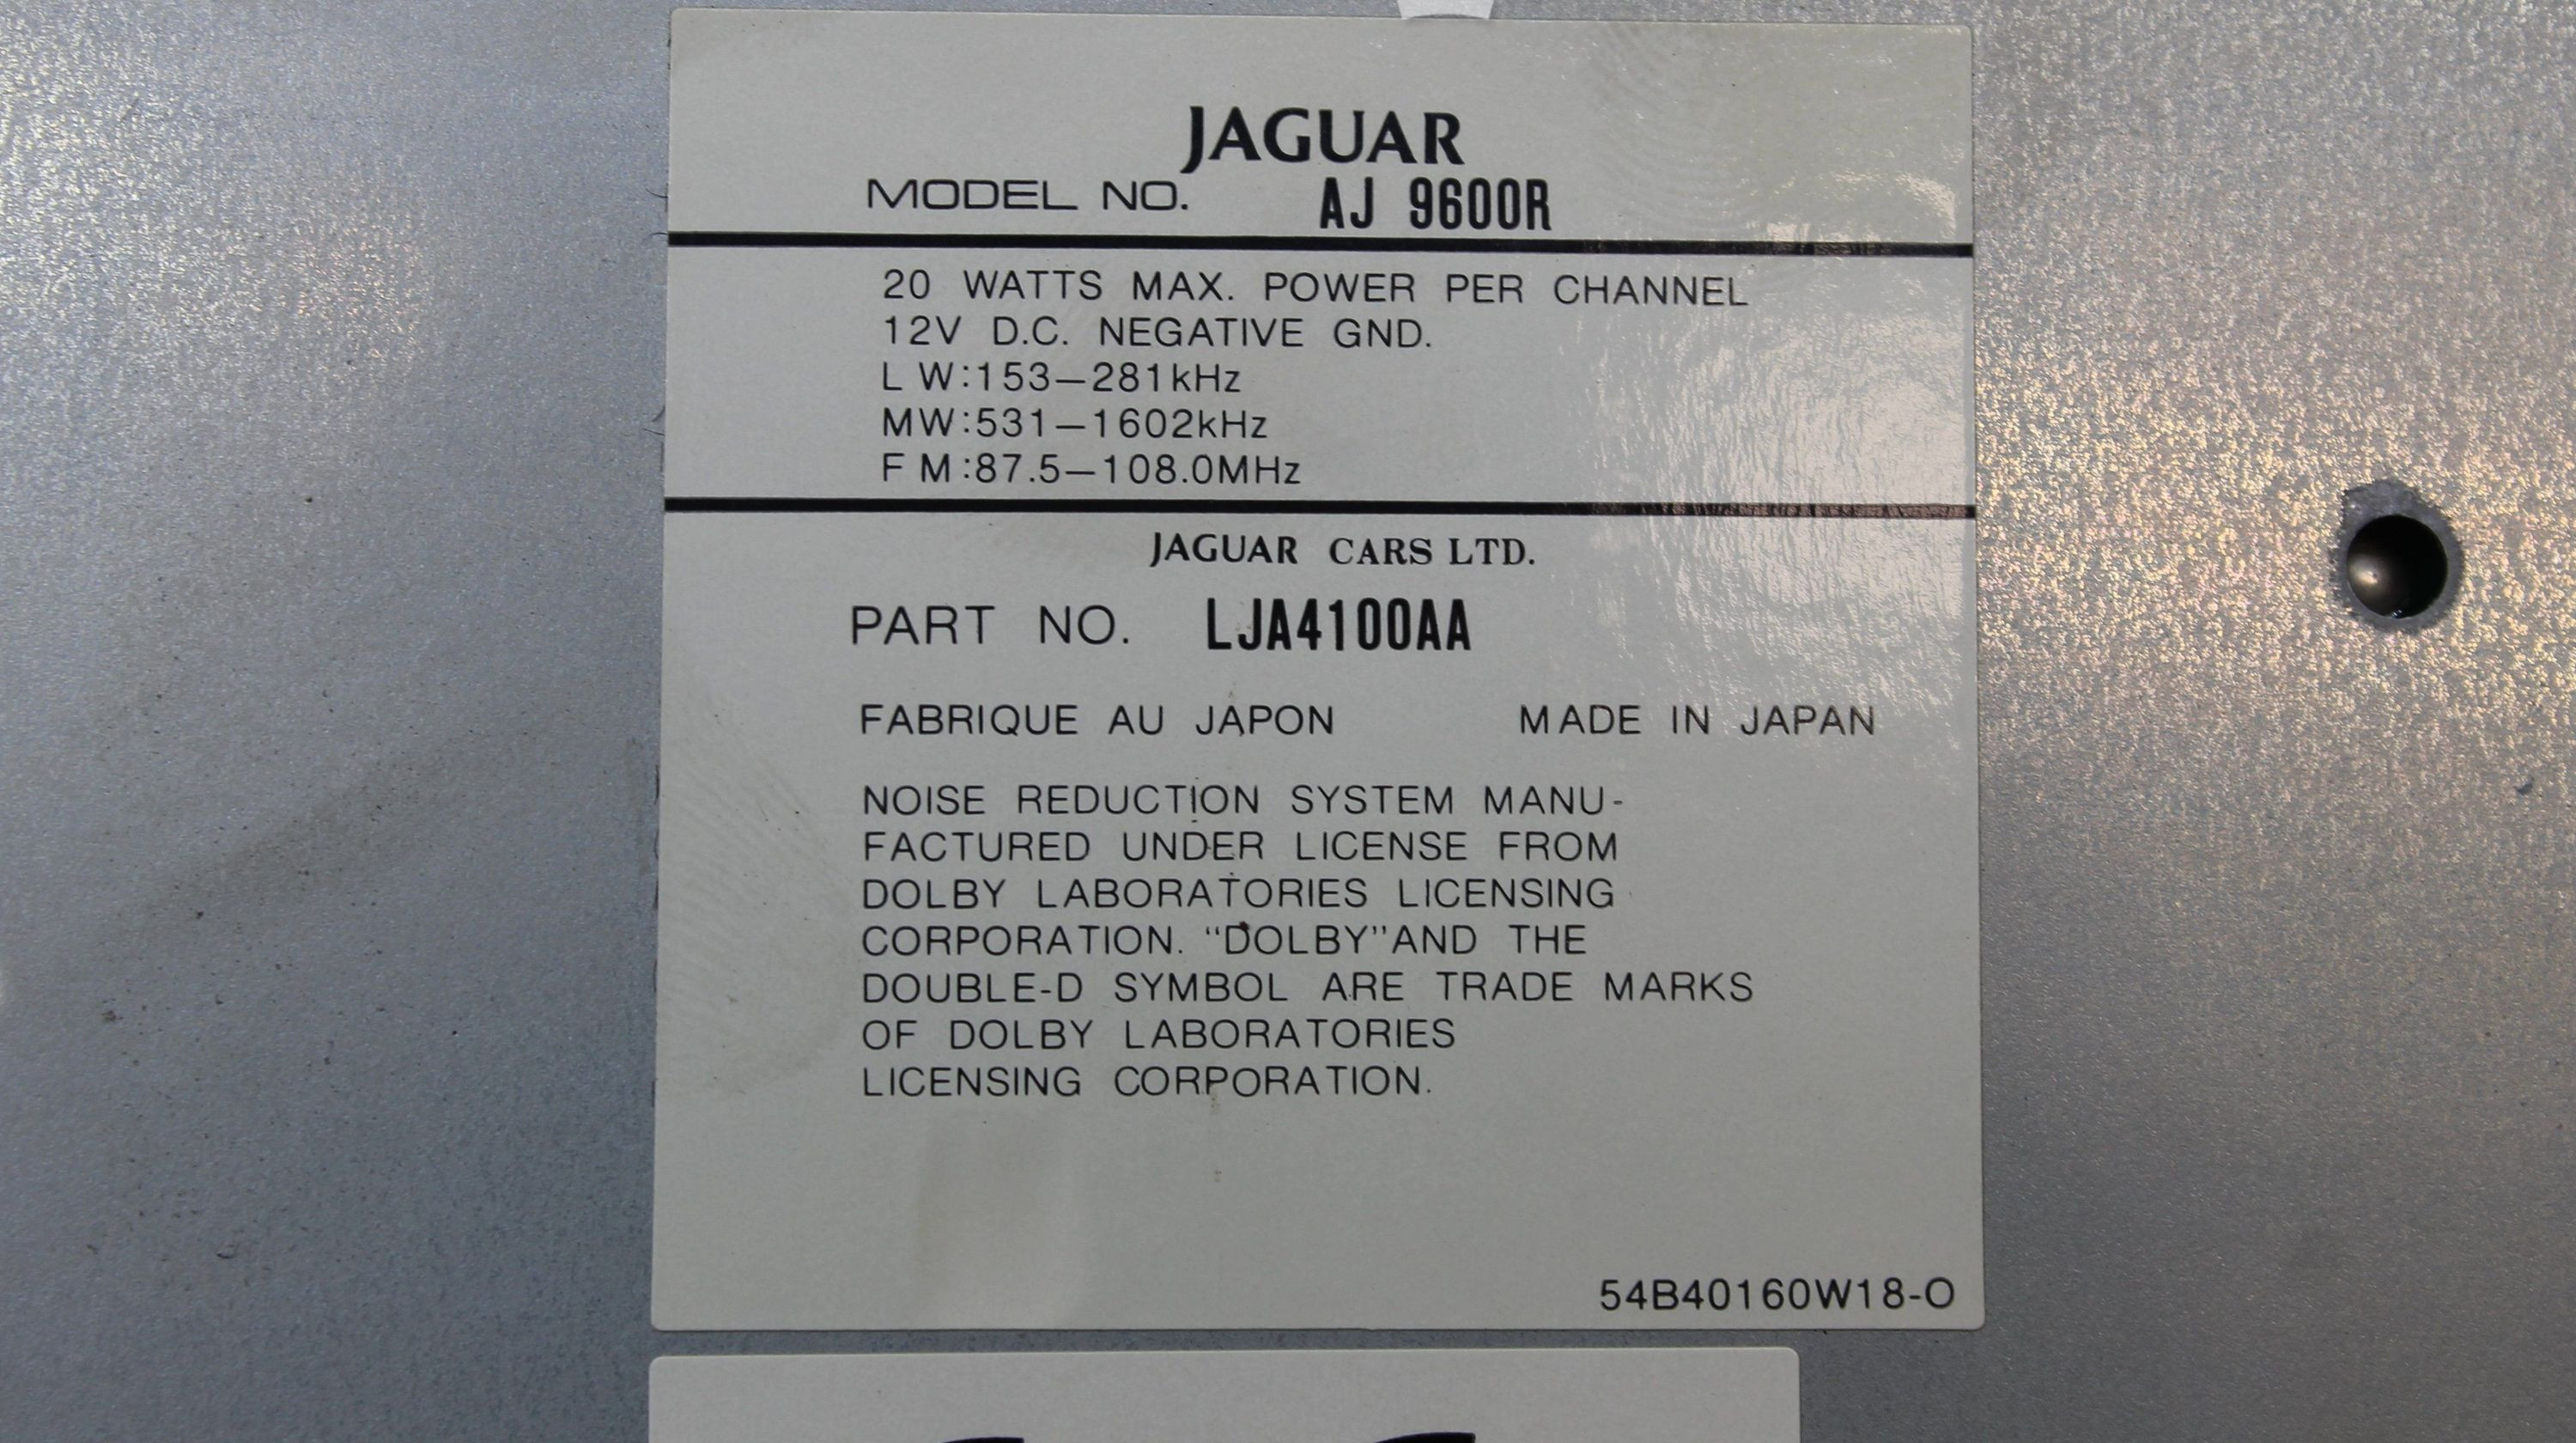 JAGUAR
MODEL NO. AJ 9600R
20 WATTS MAX. POWER PER CHANNEL
12V D.C. NEGATIVE GND.
L W:153–281kHz
MW:531–1602kHz
F M:87.5–108.0MHz
JAGUAR CARS LTD.
PART NO. LJA4100AA
FABRIQUE AU JAPON MADE IN JAPAN
NOISE REDUCTION SYSTEM MANU-
FACTURED UNDER LICENSE FROM
DOLBY LABORATORIES LICENSING
CORPORATION. “DOLBY”AND THE
DOUBLE-D SYMBOL ARE TRADE MARKS
OF DOLBY LABORATORIES
LICENSING CORPORATION.
54B40160W18-O